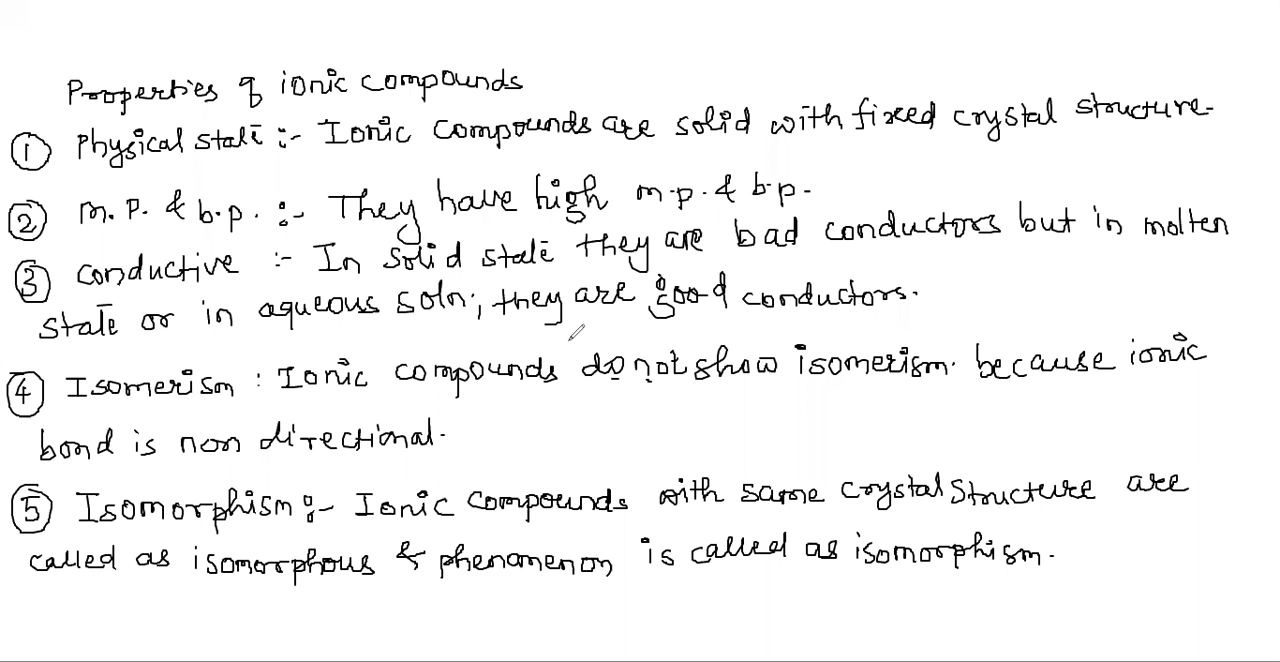 Properties of ionic compounds
① Physical state :- Ionic compounds are solid with fixed crystal structure.
② m.p. & b.p. :- They have high m.p. & b.p.
③ conductive :- In solid state they are bad conductors but in molten
state or in aqueous soln; they are good conductors.
④ Isomerism : Ionic compounds do not show isomerism. because ionic
bond is non directional.
⑤ Isomorphism :- Ionic compounds with same crystal structure are
called as isomorphous & phenomenon is called as isomorphism.